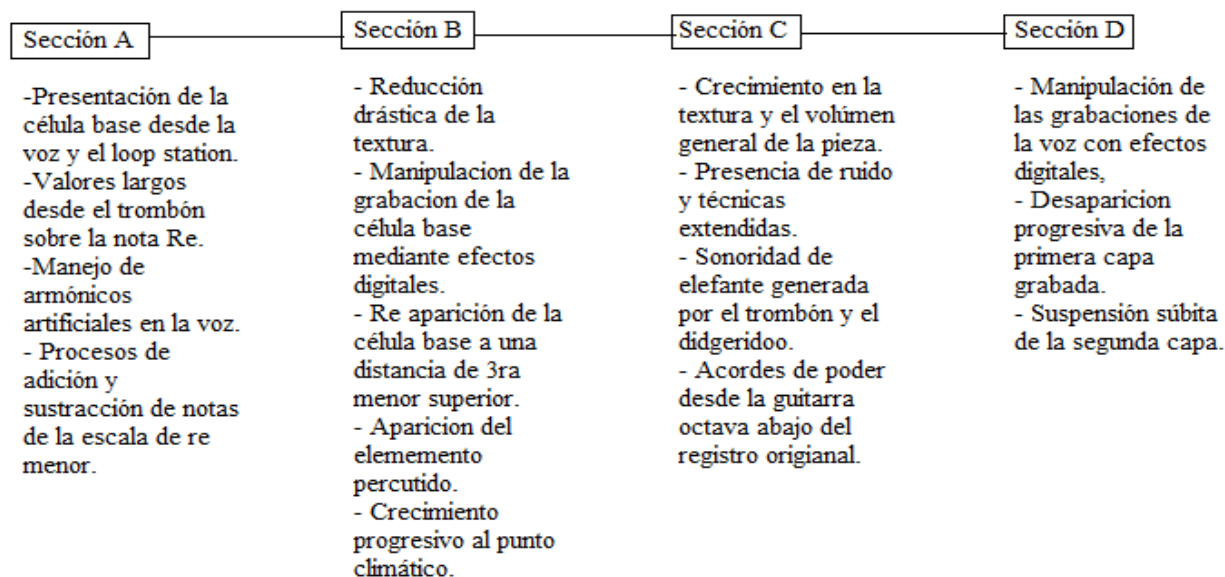 Sección A
-Presentación de la
célula base desde la
voz y el loop station.
-Valores largos
desde el trombón
sobre la nota Re.
-Manejo de
armónicos
artificiales en la voz.
- Procesos de
adición y
sustracción de notas
de la escala de re
menor.
Sección B
- Reducción
drástica de la
textura.
- Manipulacion de la
grabacion de la
célula base
mediante efectos
digitales.
- Re aparición de la
célula base a una
distancia de 3ra
menor superior.
- Aparicion del
elememento
percutido.
- Crecimiento
progresivo al punto
climático.
Sección C
- Crecimiento en la
textura y el volúmen
general de la pieza.
- Presencia de ruido
y técnicas
extendidas.
- Sonoridad de
elefante generada
por el trombón y el
didgeridoo.
- Acordes de poder
desde la guitarra
octava abajo del
registro origianal.
Sección D
- Manipulación de
las grabaciones de
la voz con efectos
digitales,
- Desaparicion
progresiva de la
primera capa
grabada.
- Suspensión súbita
de la segunda capa.